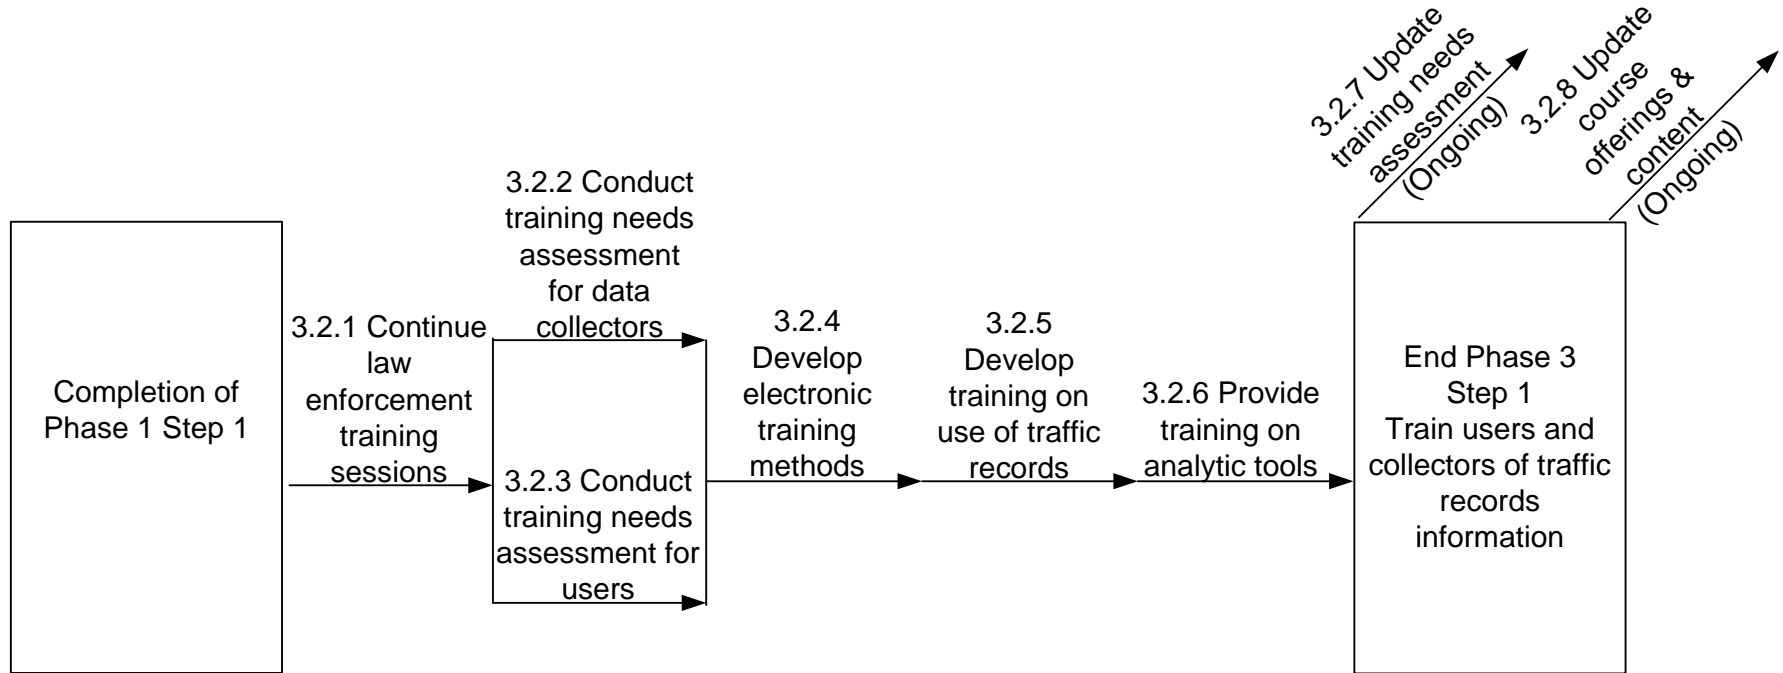 Completion of
Phase 1 Step 1
3.2.1 Continue
law
enforcement
training
sessions
3.2.2 Conduct
training needs
assessment
for data
collectors
3.2.3 Conduct
training needs
assessment for
users
3.2.4
Develop
electronic
training
methods
3.2.5
Develop
training on
use of traffic
records
3.2.6 Provide
training on
analytic tools
End Phase 3
Step 1
Train users and
collectors of traffic
records
information
3.2.7 Update
training needs
assessment
(Ongoing)
3.2.8 Update
course
offerings &
content
(Ongoing)